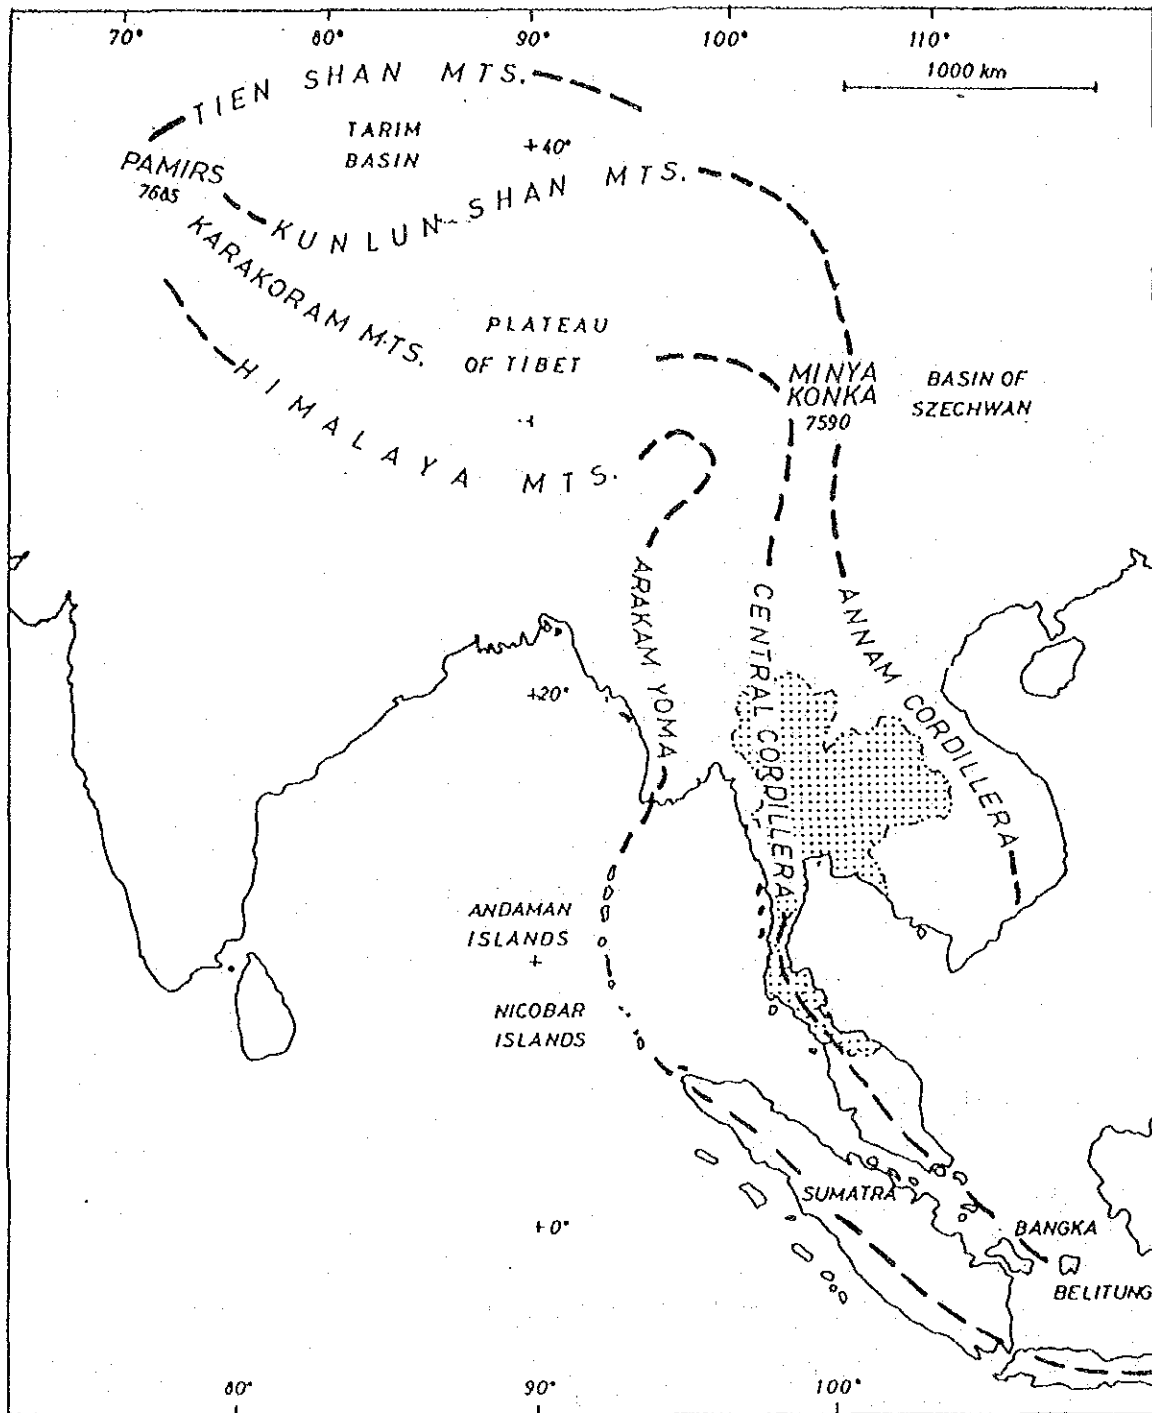 70° 80° 90° 100° 110°
1000 km
TIEN SHAN MTS.
TARIM
BASIN
+40°
PAMIRS
7685
KUNLUN SHAN MTS.
KARAKORAM MTS.
PLATEAU
OF TIBET
HIMALAYA MTS.
MINYA
KONKA
7590
BASIN OF
SZECHWAN
ARAKAM YOMA
CENTRAL CORDILLERA
ANNAM CORDILLERA
+20°
ANDAMAN
ISLANDS
+
NICOBAR
ISLANDS
SUMATRA
+0°
BANGKA
BELITUNG
80° 90° 100°